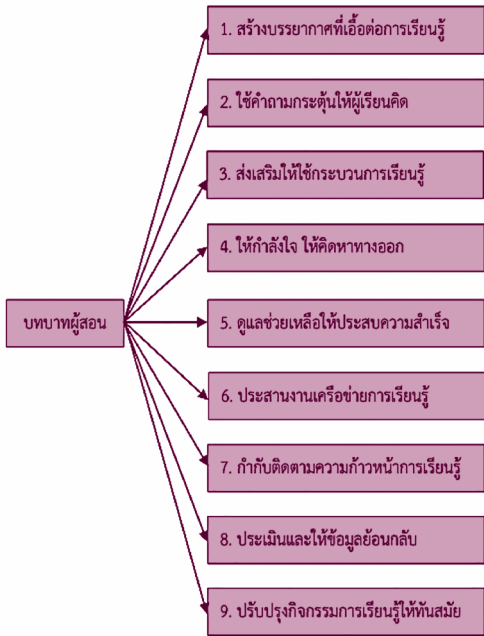 1. สร้างบรรยากาศที่เอื้อต่อการเรียนรู้
2. ใช้คำถามกระตุ้นให้ผู้เรียนคิด
3. ส่งเสริมให้ใช้กระบวนการเรียนรู้
4. ให้กำลังใจ ให้คิดหาทางออก
บทบาทผู้สอน
5. ดูแลช่วยเหลือให้ประสบความสำเร็จ
6. ประสานงานเครือข่ายการเรียนรู้
7. กำกับติดตามความก้าวหน้าการเรียนรู้
8. ประเมินและให้ข้อมูลย้อนกลับ
9. ปรับปรุงกิจกรรมการเรียนรู้ให้ทันสมัย